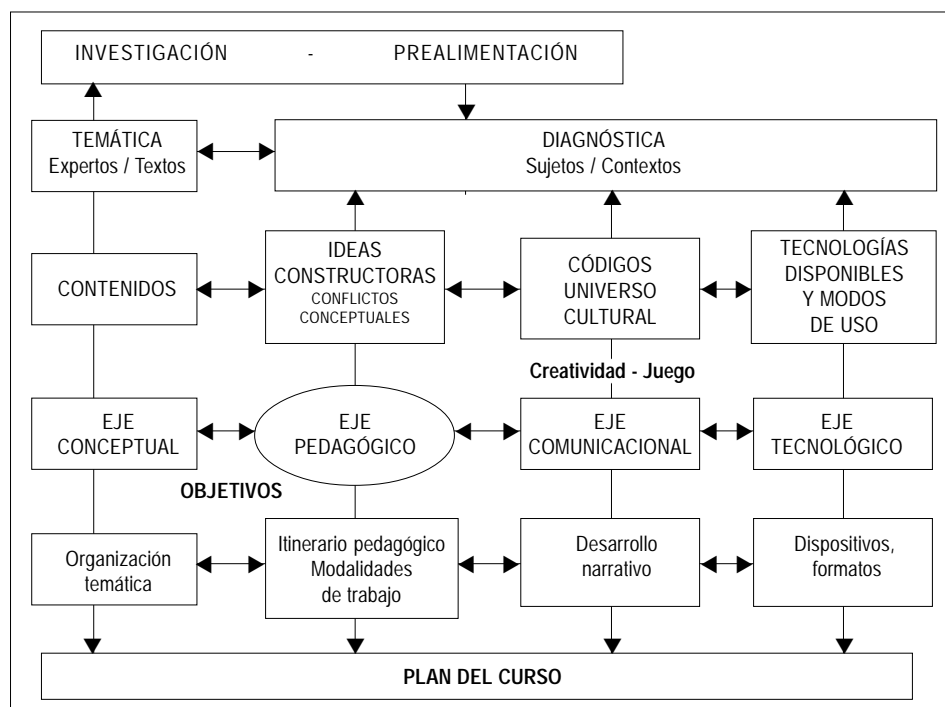 INVESTIGACIÓN - PREALIMENTACIÓN
TEMÁTICA
Expertos / Textos
DIAGNÓSTICA
Sujetos / Contextos
CONTENIDOS
IDEAS
CONSTRUCTORAS
CONFLICTOS
CONCEPTUALES
CÓDIGOS
UNIVERSO
CULTURAL
TECNOLOGÍAS
DISPONIBLES
Y MODOS
DE USO
Creatividad - Juego
EJE
CONCEPTUAL
EJE
PEDAGÓGICO
EJE
COMUNICACIONAL
EJE
TECNOLÓGICO
OBJETIVOS
Organización
temática
Itinerario pedagógico
Modalidades
de trabajo
Desarrollo
narrativo
Dispositivos,
formatos
PLAN DEL CURSO